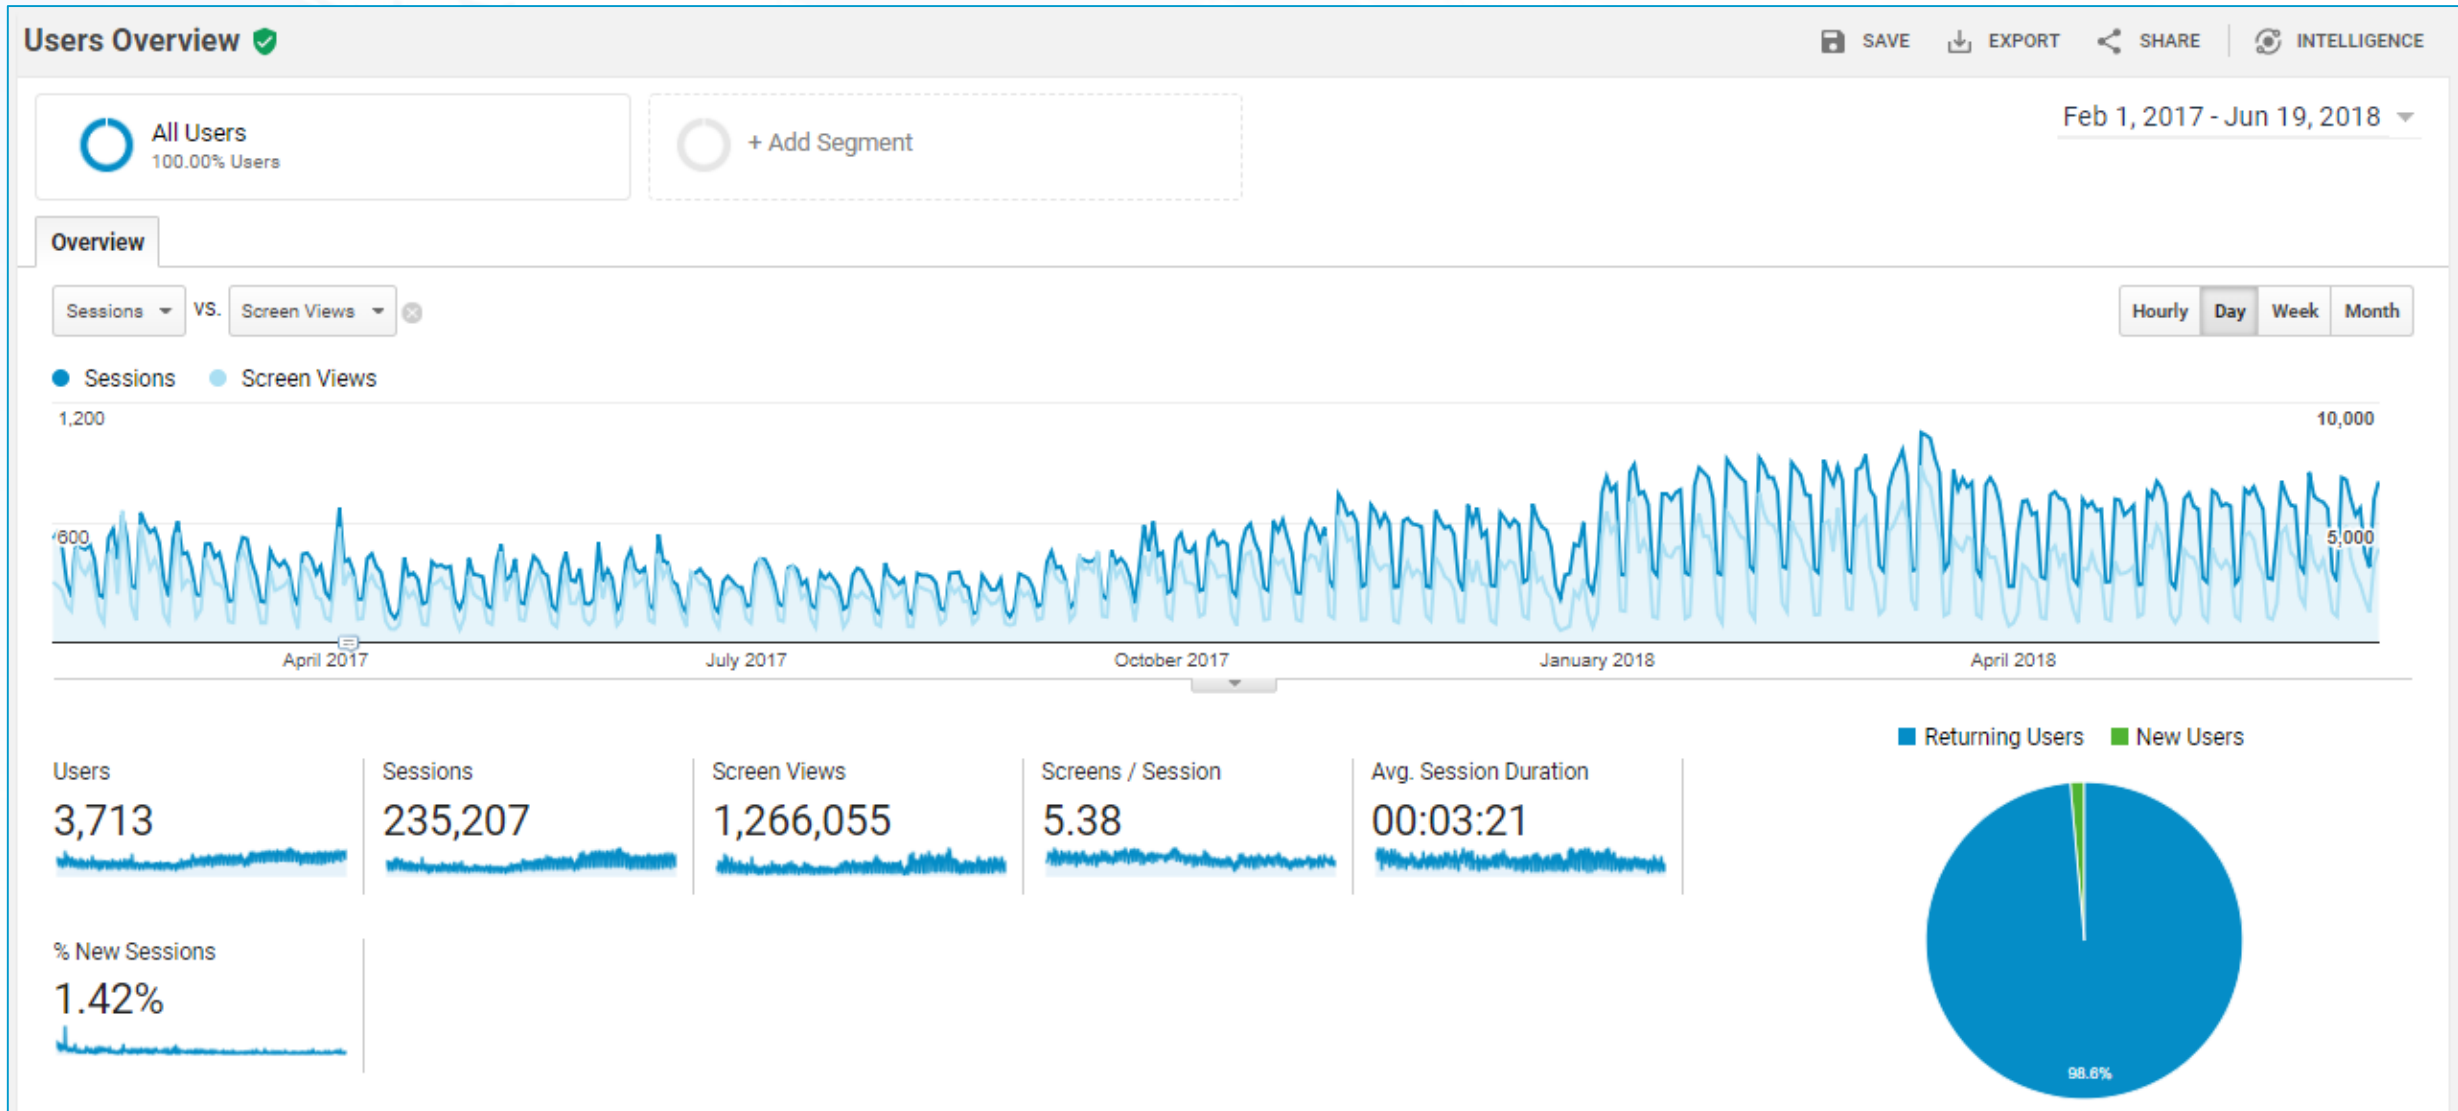 Users Overview
SAVE
EXPORT
SHARE
INTELLIGENCE
All Users
100.00% Users
+ Add Segment
Feb 1, 2017 - Jun 19, 2018
Overview
Sessions VS. Screen Views
Hourly Day Week Month
Sessions Screen Views
1,200
10,000
600
5,000
April 2017
July 2017
October 2017
January 2018
April 2018
Returning Users New Users
Users
3,713
Sessions
235,207
Screen Views
1,266,055
Screens / Session
5.38
Avg. Session Duration
00:03:21
% New Sessions
1.42%
98.6%